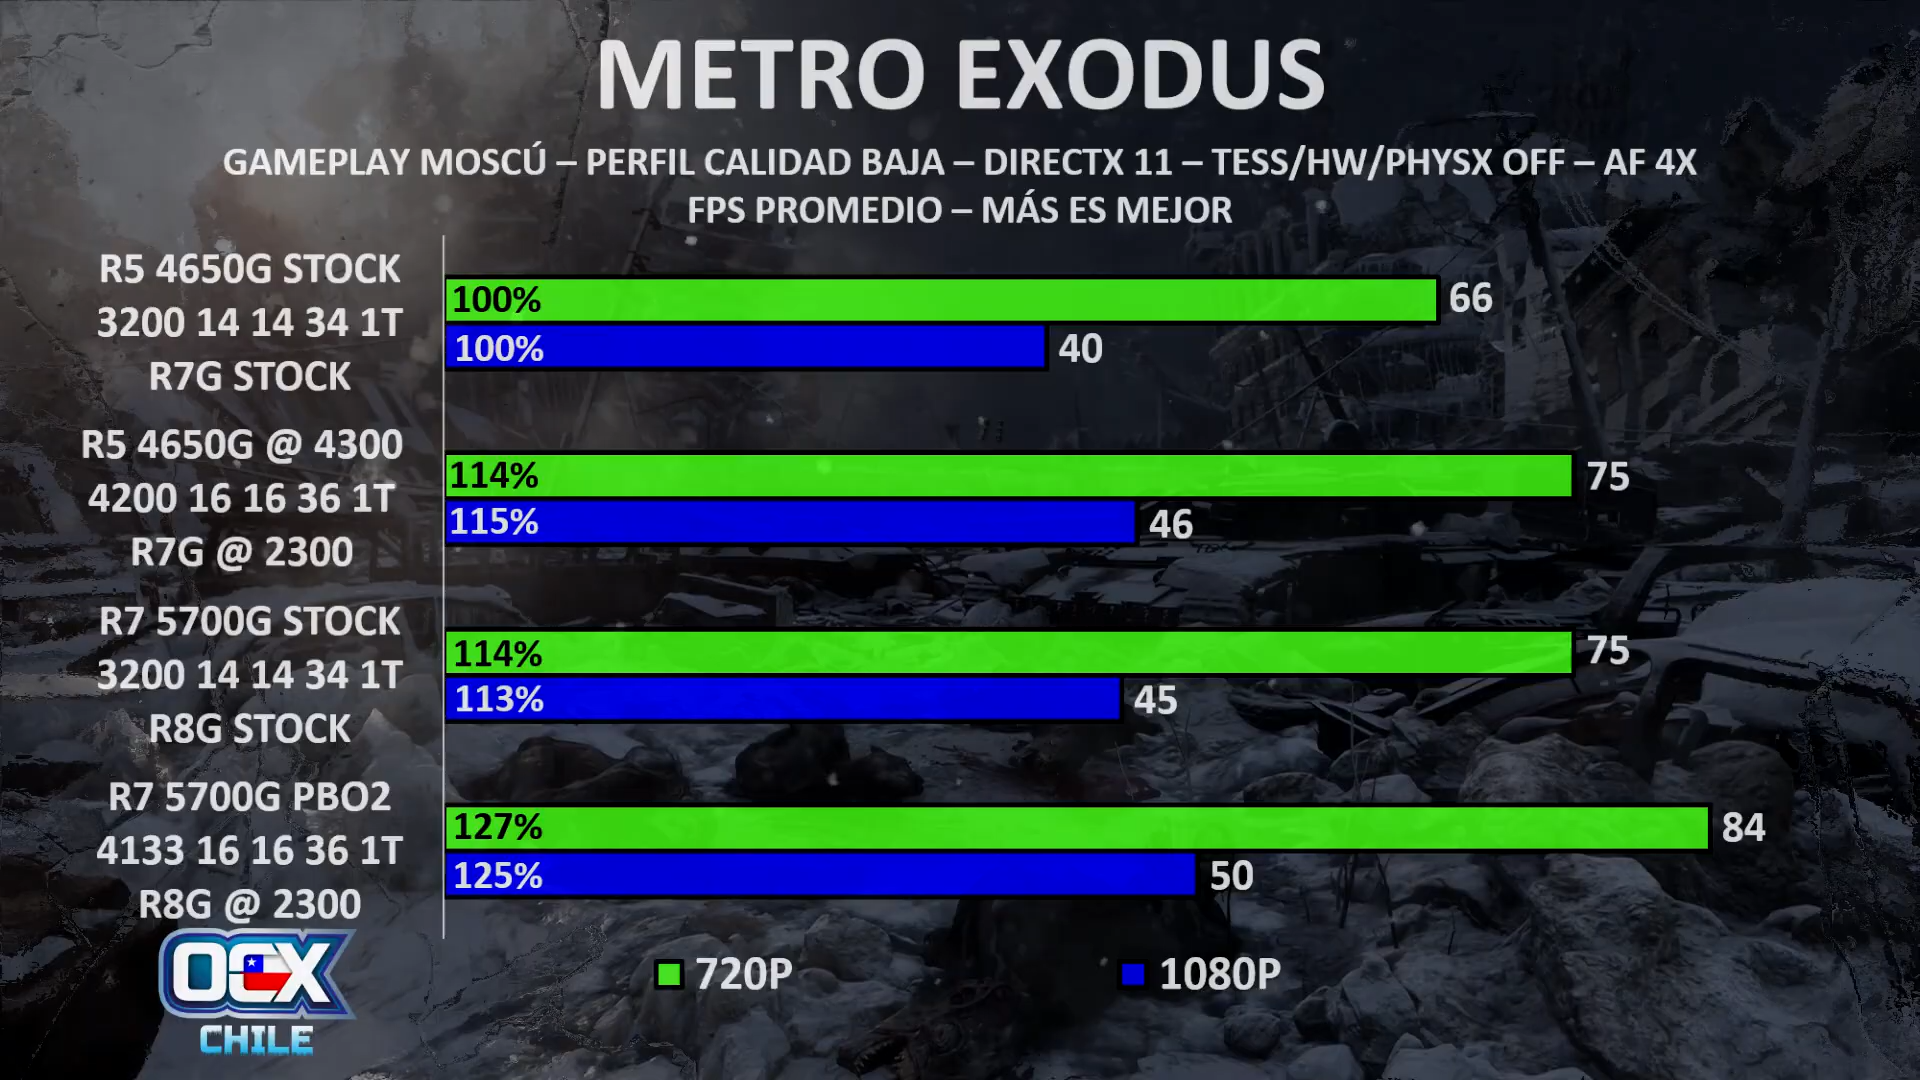 METRO EXODUS
GAMEPLAY MOSCÚ – PERFIL CALIDAD BAJA – DIRECTX 11 – TESS/HW/PHYSX OFF – AF 4X
FPS PROMEDIO – MÁS ES MEJOR
R5 4650G STOCK
3200 14 14 34 1T
R7G STOCK
100%
66
100%
40
R5 4650G @ 4300
4200 16 16 36 1T
R7G @ 2300
114%
75
115%
46
R7 5700G STOCK
3200 14 14 34 1T
R8G STOCK
114%
75
113%
45
R7 5700G PBO2
4133 16 16 36 1T
R8G @ 2300
127%
84
125%
50
720P
1080P
OCX
CHILE